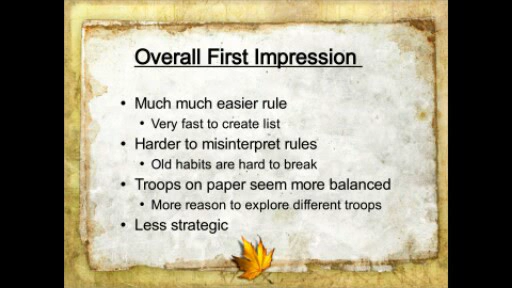 Overall First Impression
• Much much easier rule
• Very fast to create list
• Harder to misinterpret rules
• Old habits are hard to break
• Troops on paper seem more balanced
• More reason to explore different troops
• Less strategic